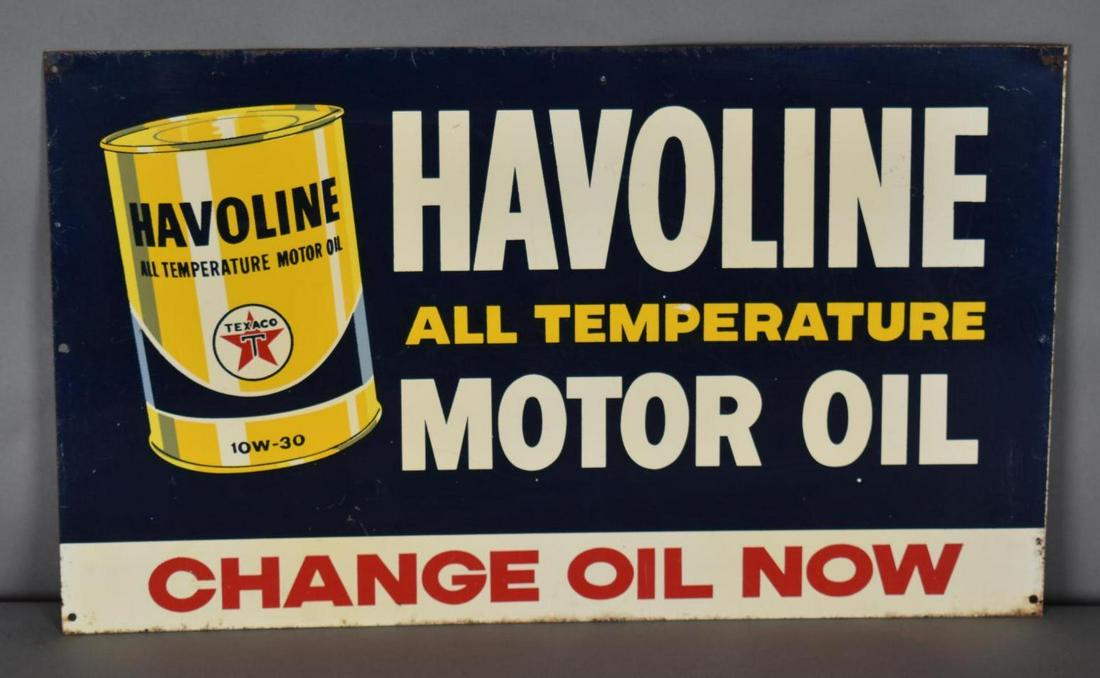 HAVOLINE
ALL TEMPERATURE MOTOR OIL
TEXACO
T
10W-30
HAVOLINE
ALL TEMPERATURE
MOTOR OIL
CHANGE OIL NOW